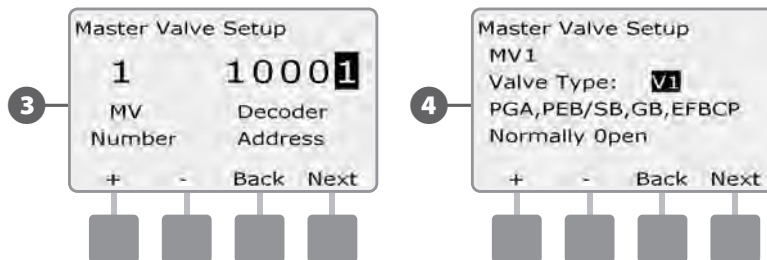 3
Master Valve Setup
1 10001
MV Decoder
Number Address
+ - Back Next
4
Master Valve Setup
MV1
Valve Type: V1
PGA,PEB/SB,GB,EFBCP
Normally Open
+ - Back Next